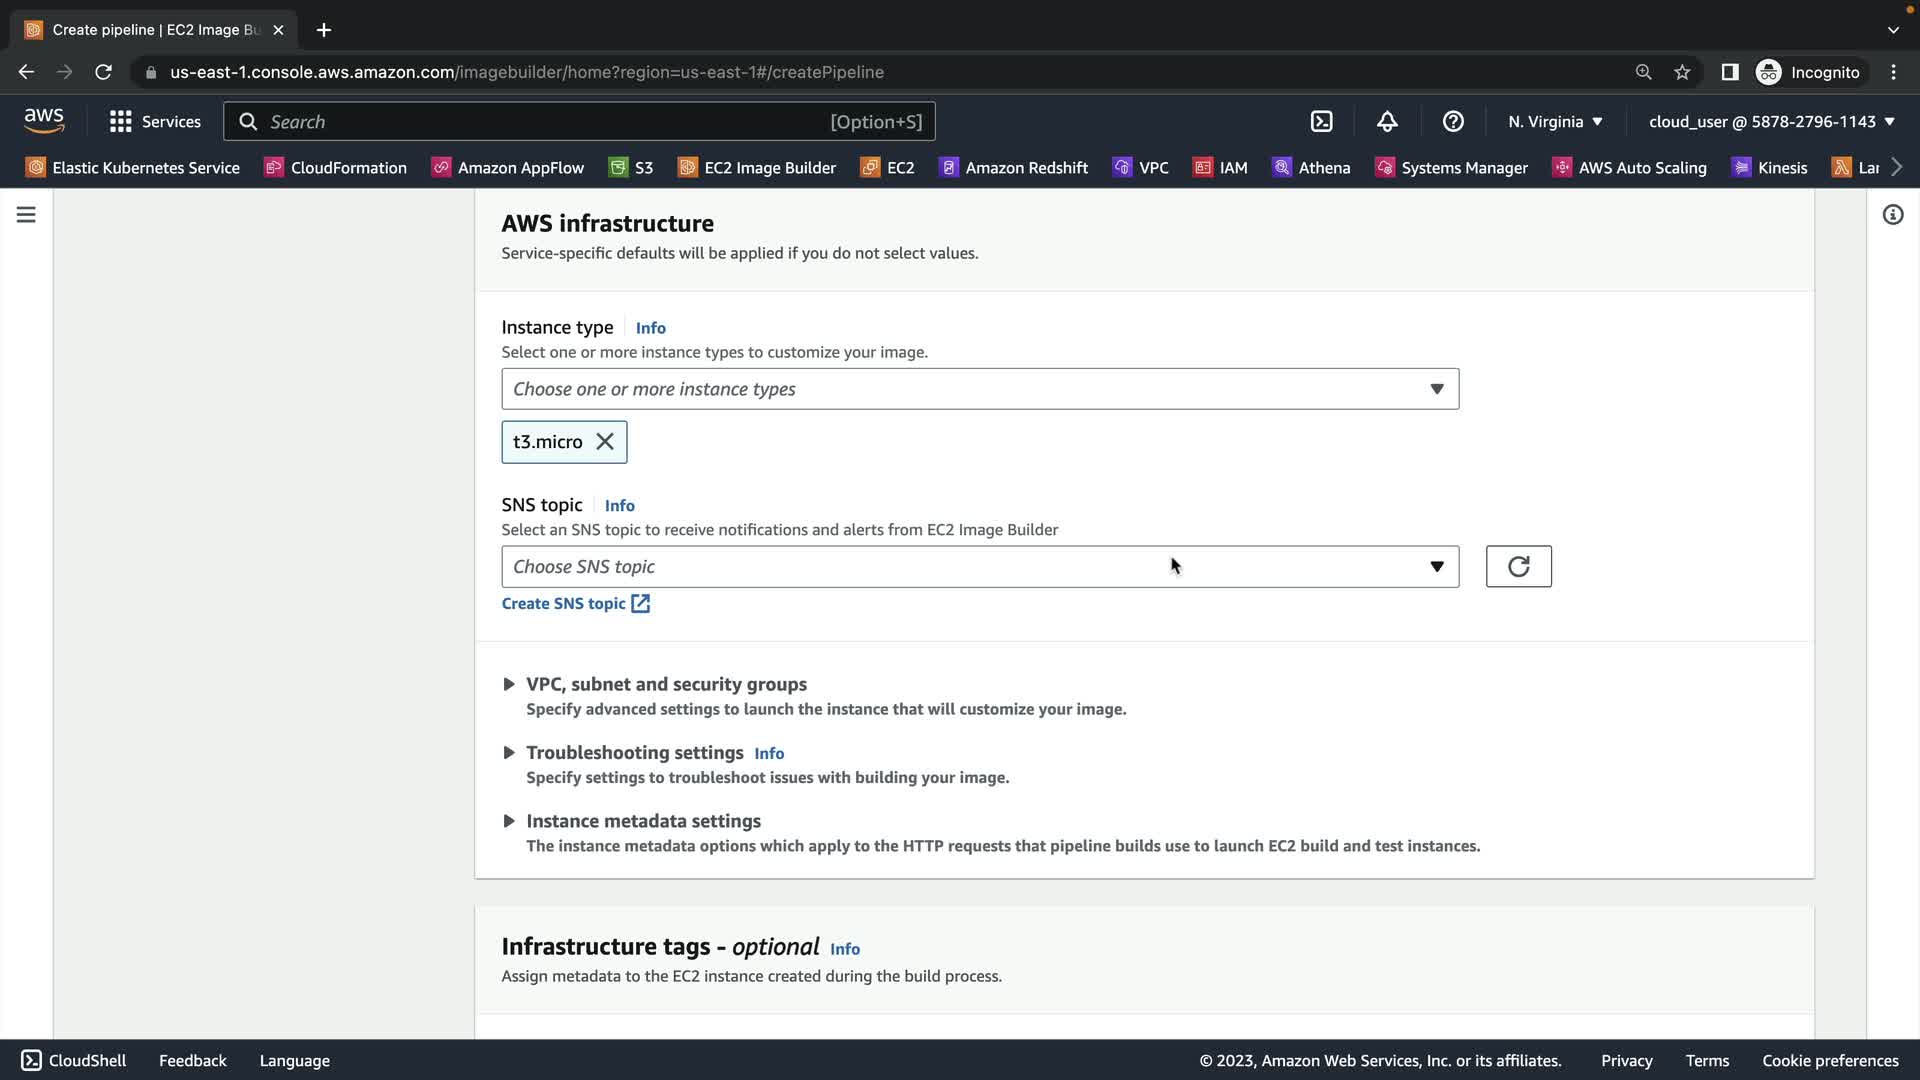 Create pipeline | EC2 Image Bu
us-east-1.console.aws.amazon.com/imagebuilder/home?region=us-east-1#/createPipeline
Incognito
aws
Services
Search
[Option+S]
N. Virginia
cloud_user @ 5878-2796-1143
Elastic Kubernetes Service
CloudFormation
Amazon AppFlow
S3
EC2 Image Builder
EC2
Amazon Redshift
VPC
IAM
Athena
Systems Manager
AWS Auto Scaling
Kinesis
Lar
AWS infrastructure
Service-specific defaults will be applied if you do not select values.
Instance type Info
Select one or more instance types to customize your image.
Choose one or more instance types
t3.micro
SNS topic Info
Select an SNS topic to receive notifications and alerts from EC2 Image Builder
Choose SNS topic
Create SNS topic
VPC, subnet and security groups
Specify advanced settings to launch the instance that will customize your image.
Troubleshooting settings Info
Specify settings to troubleshoot issues with building your image.
Instance metadata settings
The instance metadata options which apply to the HTTP requests that pipeline builds use to launch EC2 build and test instances.
Infrastructure tags - optional Info
Assign metadata to the EC2 instance created during the build process.
CloudShell
Feedback
Language
© 2023, Amazon Web Services, Inc. or its affiliates.
Privacy
Terms
Cookie preferences